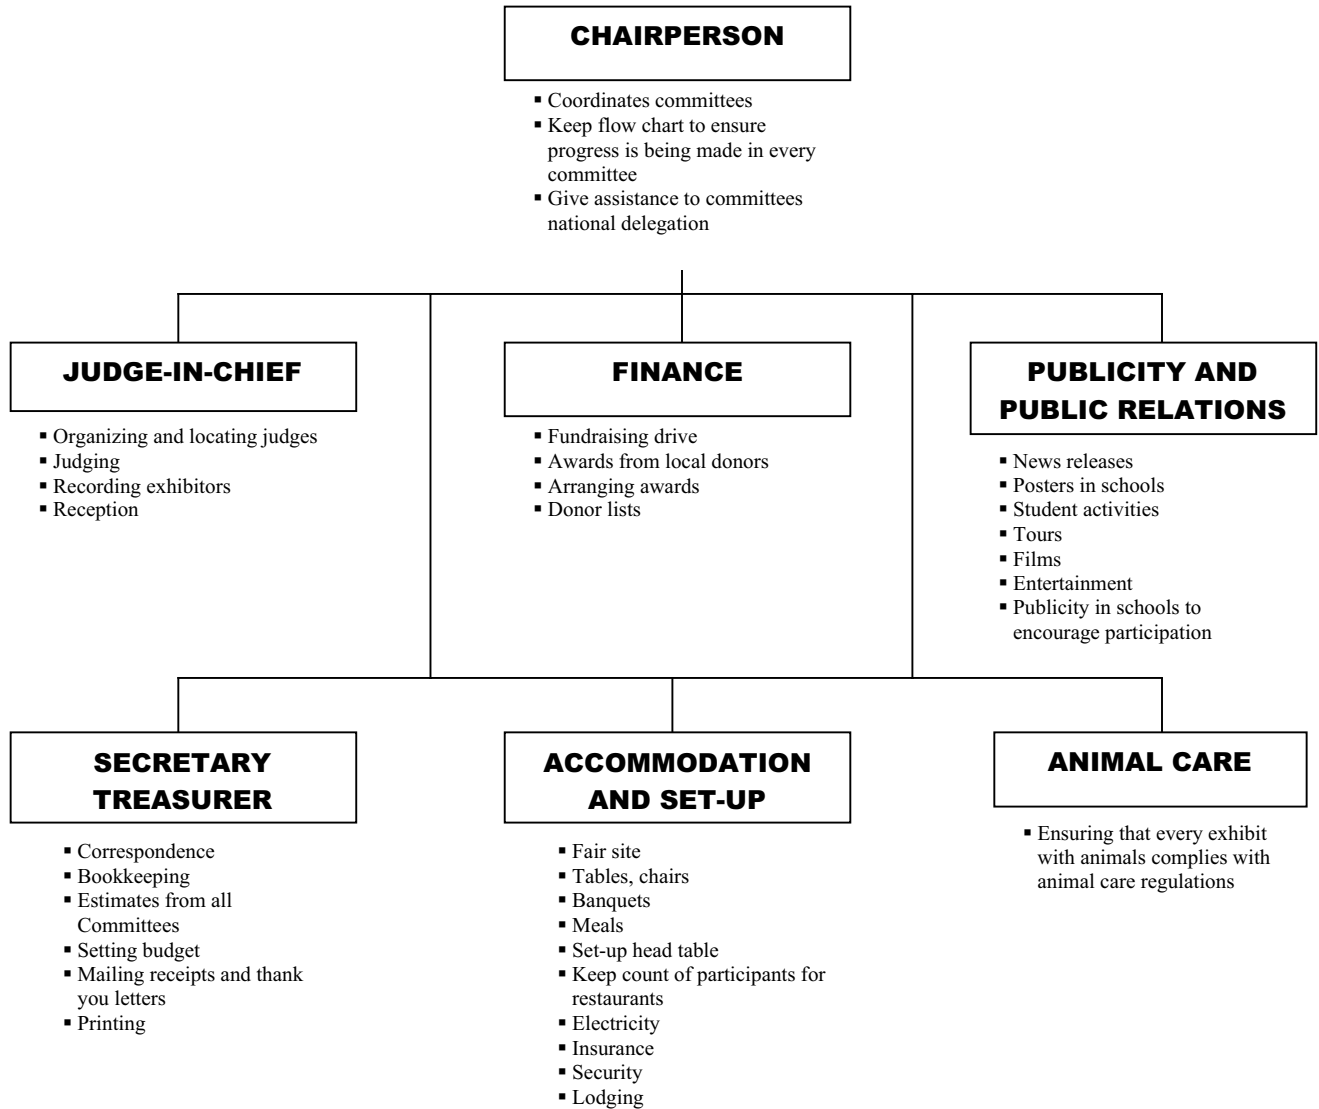 CHAIRPERSON
▪ Coordinates committees
▪ Keep flow chart to ensure
progress is being made in every
committee
▪ Give assistance to committees
national delegation
JUDGE-IN-CHIEF
▪ Organizing and locating judges
▪ Judging
▪ Recording exhibitors
▪ Reception
FINANCE
▪ Fundraising drive
▪ Awards from local donors
▪ Arranging awards
▪ Donor lists
PUBLICITY AND
PUBLIC RELATIONS
▪ News releases
▪ Posters in schools
▪ Student activities
▪ Tours
▪ Films
▪ Entertainment
▪ Publicity in schools to
encourage participation
SECRETARY
TREASURER
▪ Correspondence
▪ Bookkeeping
▪ Estimates from all
Committees
▪ Setting budget
▪ Mailing receipts and thank
you letters
▪ Printing
ACCOMMODATION
AND SET-UP
▪ Fair site
▪ Tables, chairs
▪ Banquets
▪ Meals
▪ Set-up head table
▪ Keep count of participants for
restaurants
▪ Electricity
▪ Insurance
▪ Security
▪ Lodging
ANIMAL CARE
▪ Ensuring that every exhibit
with animals complies with
animal care regulations